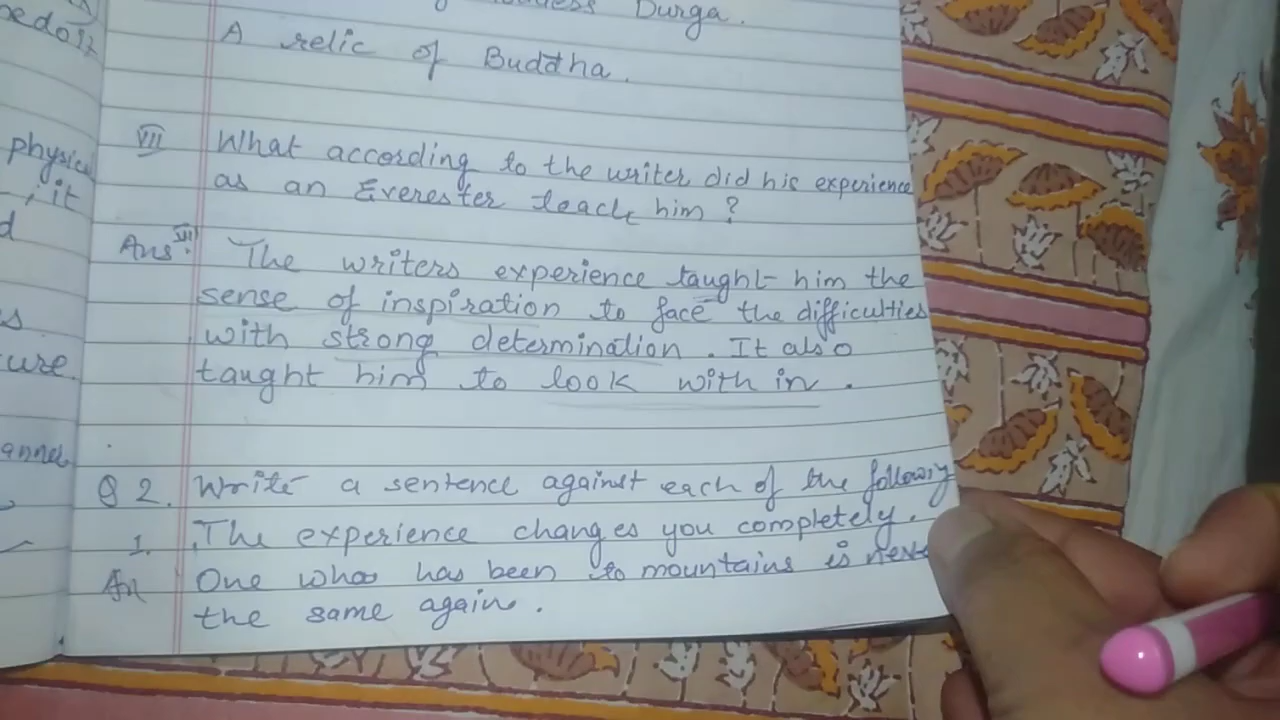 Durga.
A relic of Buddha.
VII What according to the writer did his experience
as an Everester teach him ?
Ans VII. The writers experience taught him the
sense of inspiration to face the difficulties
with strong determination. It also
taught him to look with in.
Q 2. Write a sentence against each of the following
1. The experience changes you completely.
An One who has been to mountains is
the same again.
physical
; it
d